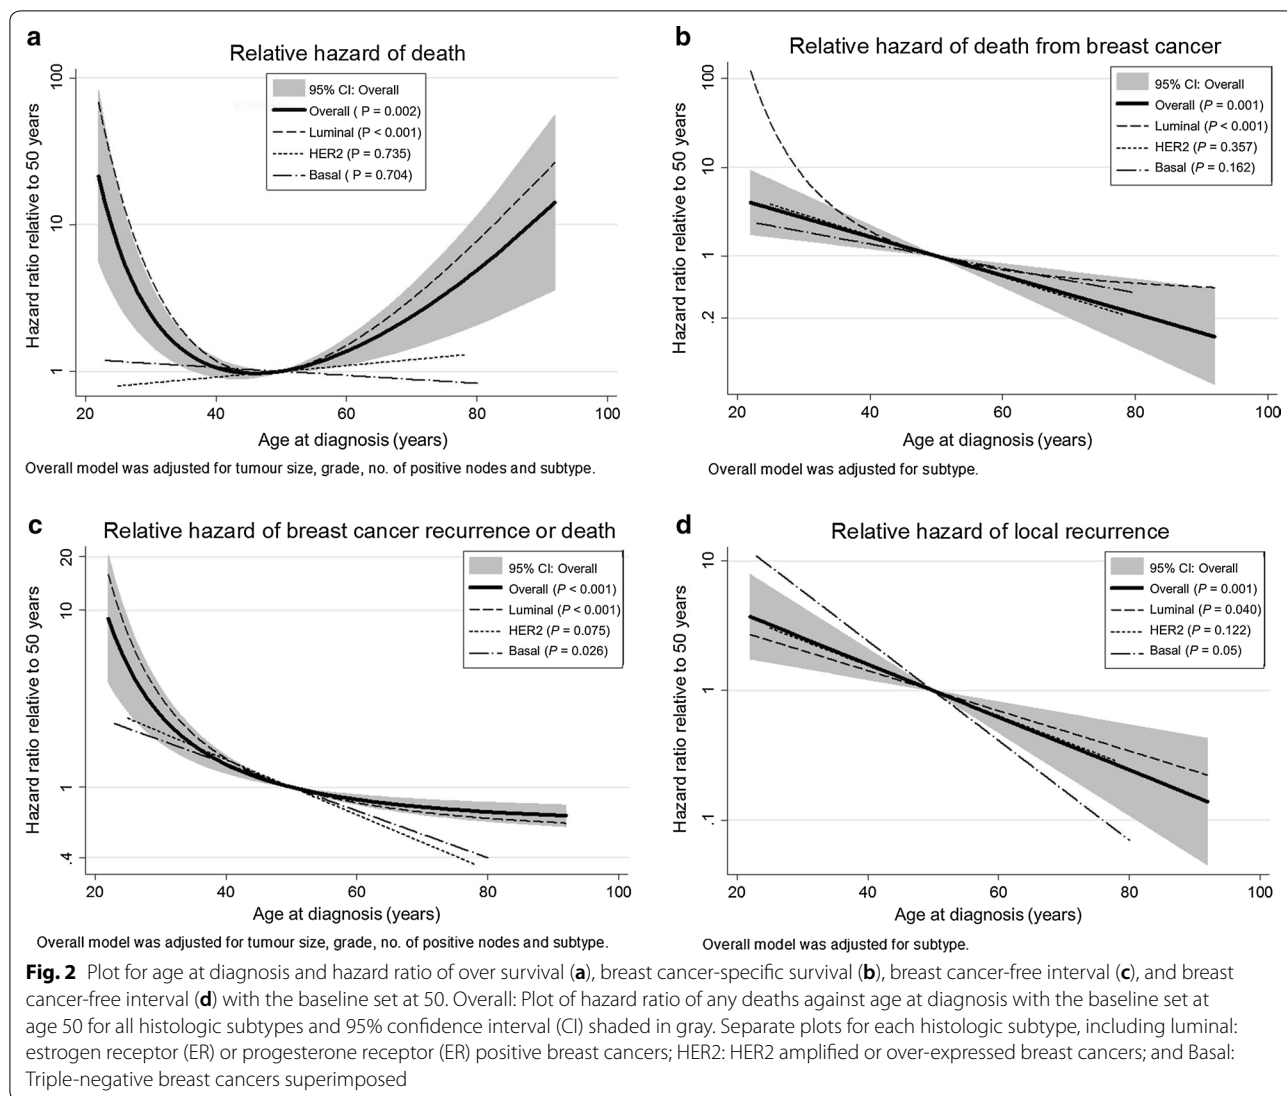 a
Relative hazard of death
100
10
1
Hazard ratio relative to 50 years
95% CI: Overall
Overall ( P = 0.002)
Luminal (P < 0.001)
HER2 (P = 0.735)
Basal ( P = 0.704)
20 40 60 80 100
Age at diagnosis (years)
Overall model was adjusted for tumour size, grade, no. of positive nodes and subtype.
b
Relative hazard of death from breast cancer
100
10
1
.2
Hazard ratio relative to 50 years
95% CI: Overall
Overall (P = 0.001)
Luminal (P < 0.001)
HER2 (P = 0.357)
Basal (P = 0.162)
20 40 60 80 100
Age at diagnosis (years)
Overall model was adjusted for subtype.
c
Relative hazard of breast cancer recurrence or death
20
10
1
.4
Hazard ratio relative to 50 years
95% CI: Overall
Overall (P < 0.001)
Luminal (P < 0.001)
HER2 (P = 0.075)
Basal (P = 0.026)
20 40 60 80 100
Age at diagnosis (years)
Overall model was adjusted for tumour size, grade, no. of positive nodes and subtype.
d
Relative hazard of local recurrence
10
1
.1
Hazard ratio relative to 50 years
95% CI: Overall
Overall (P = 0.001)
Luminal (P = 0.040)
HER2 (P = 0.122)
Basal (P = 0.05)
20 40 60 80 100
Age at diagnosis (years)
Overall model was adjusted for subtype.
Fig. 2 Plot for age at diagnosis and hazard ratio of over survival (a), breast cancer-specific survival (b), breast cancer-free interval (c), and breast
cancer-free interval (d) with the baseline set at 50. Overall: Plot of hazard ratio of any deaths against age at diagnosis with the baseline set at
age 50 for all histologic subtypes and 95% confidence interval (CI) shaded in gray. Separate plots for each histologic subtype, including luminal:
estrogen receptor (ER) or progesterone receptor (ER) positive breast cancers; HER2: HER2 amplified or over-expressed breast cancers; and Basal:
Triple-negative breast cancers superimposed